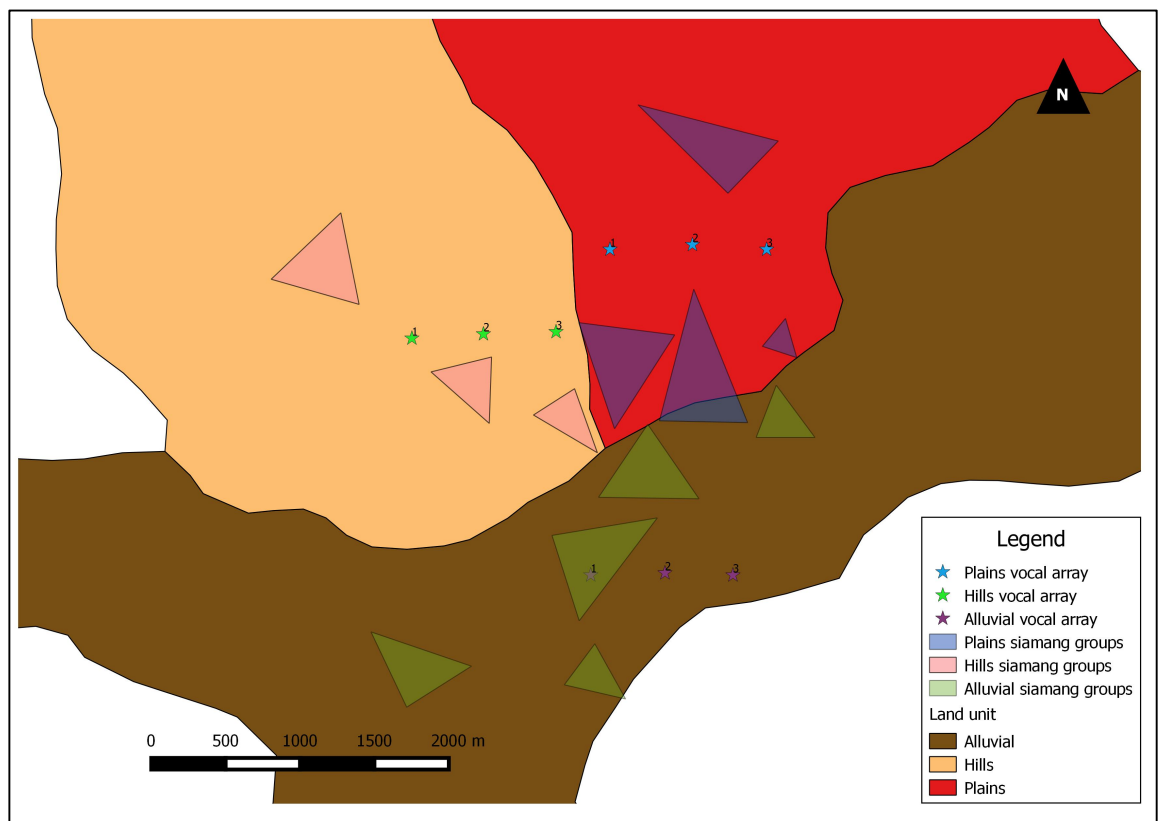 N
1 2 3
1 2 3
1 2 3
Legend
Plains vocal array
Hills vocal array
Alluvial vocal array
Plains siamang groups
Hills siamang groups
Alluvial siamang groups
Land unit
Alluvial
Hills
Plains
0 500 1000 1500 2000 m